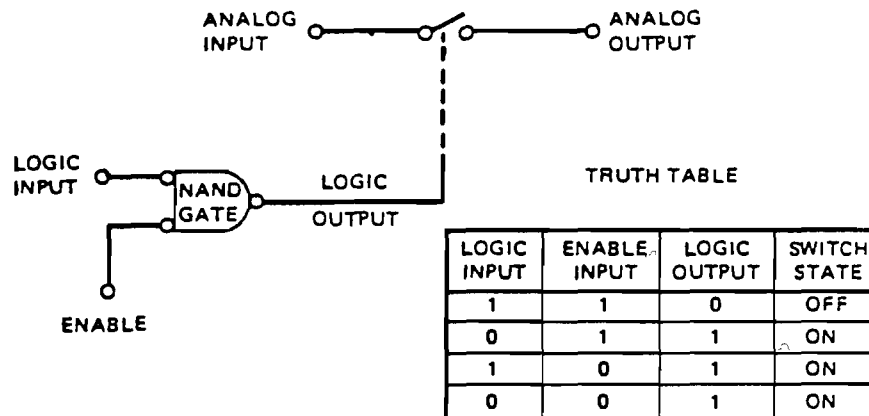 ANALOG
INPUT
ANALOG
OUTPUT
LOGIC
INPUT
NAND
GATE
LOGIC
OUTPUT
ENABLE
TRUTH TABLE
LOGIC INPUT ENABLE INPUT LOGIC OUTPUT SWITCH STATE
1 1 0 OFF
0 1 1 ON
1 0 1 ON
0 0 1 ON